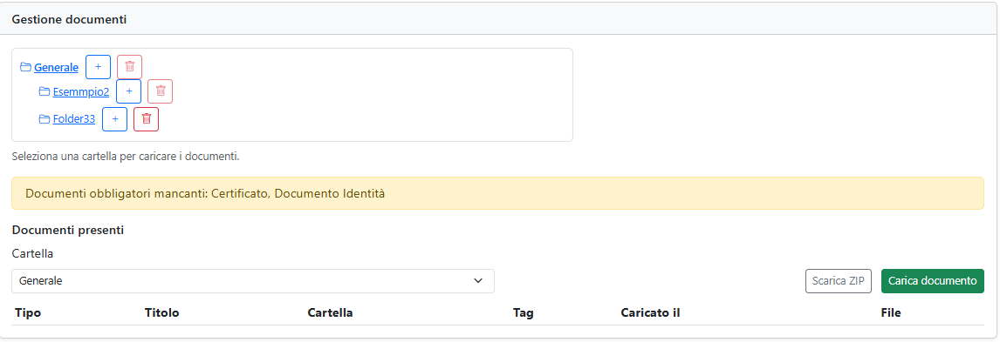 Gestione documenti
Generale +
Esemmpio2 +
Folder33 +
Seleziona una cartella per caricare i documenti.
Documenti obbligatori mancanti: Certificato, Documento Identità
Documenti presenti
Cartella
Generale Scarica ZIP Carica documento
Tipo Titolo Cartella Tag Caricato il File